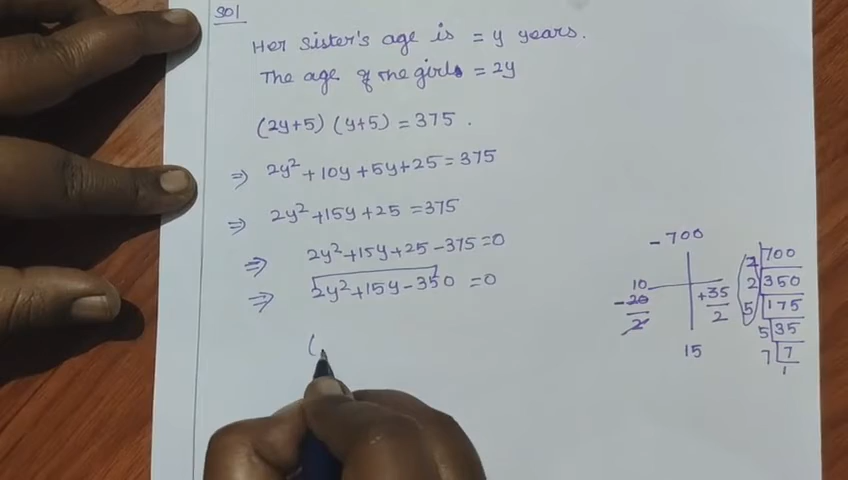 Sol
Her sister's age is = y years.
The age of the girl = 2y
(2y+5) (y+5) = 375 .
⇒ 2y² + 10y + 5y + 25 = 375
⇒ 2y² + 15y + 25 = 375
⇒ 2y² + 15y + 25 - 375 = 0
⇒ 2y² + 15y - 350 = 0
(
- 700
10
- 20
2
+ 35
2
15
2 700
2 350
5 175
5 35
7 7
1